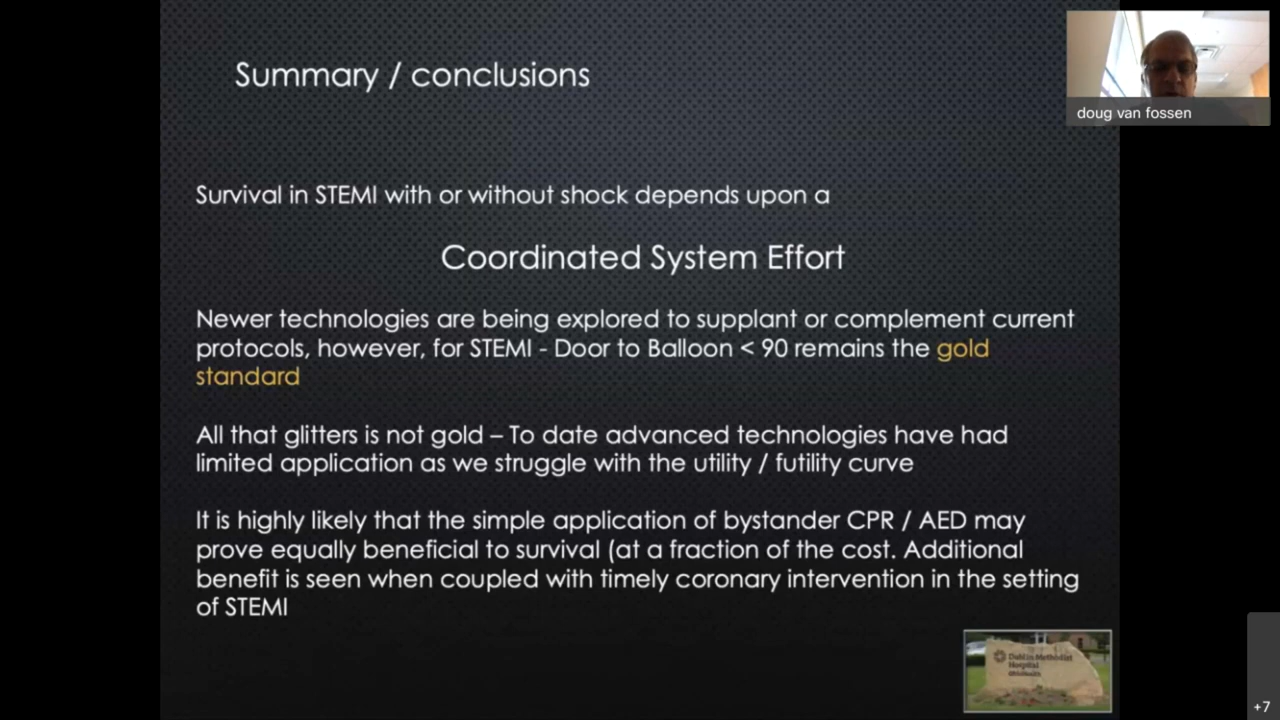 Summary / conclusions
doug van fossen
Survival in STEMI with or without shock depends upon a
Coordinated System Effort
Newer technologies are being explored to supplant or complement current
protocols, however, for STEMI - Door to Balloon < 90 remains the gold
standard
All that glitters is not gold – To date advanced technologies have had
limited application as we struggle with the utility / futility curve
It is highly likely that the simple application of bystander CPR / AED may
prove equally beneficial to survival (at a fraction of the cost. Additional
benefit is seen when coupled with timely coronary intervention in the setting
of STEMI
Dublin Methodist
Hospital
OhioHealth
+7